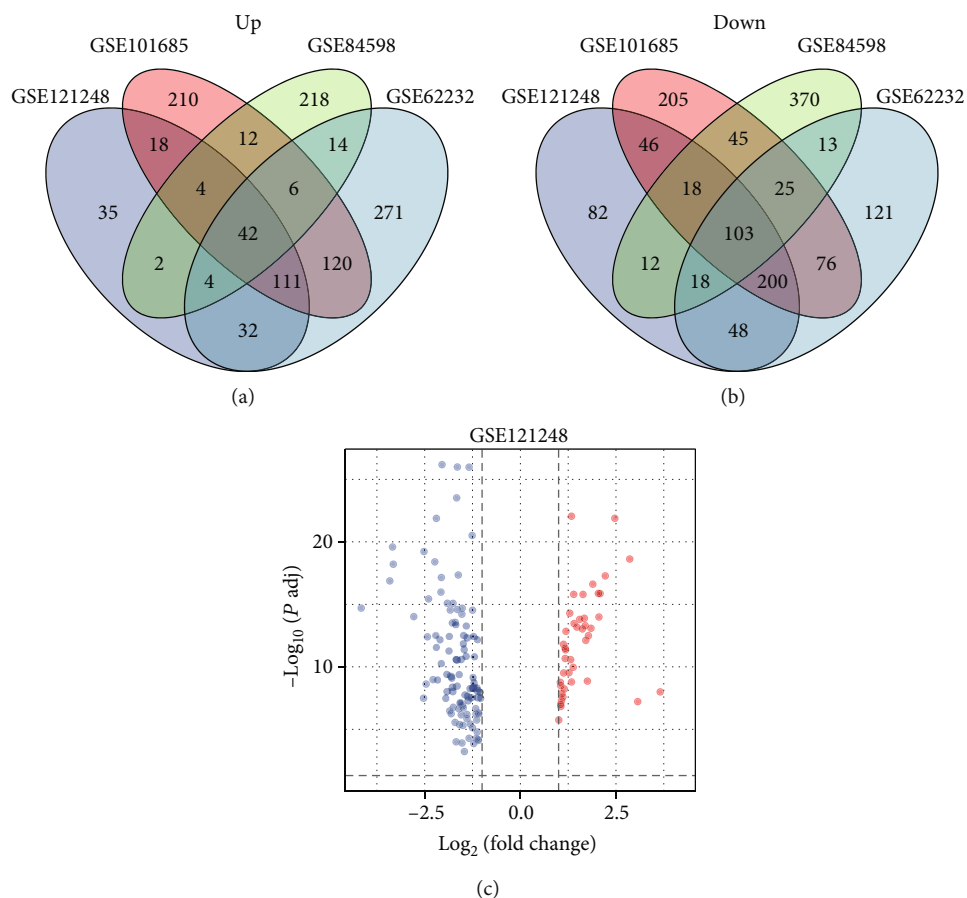 Up
GSE101685 GSE84598
GSE121248 GSE62232
210 218
18 12 14
4 6
35 271
42
2 120
4 111
32
(a)
Down
GSE101685 GSE84598
GSE121248 GSE62232
205 370
46 45 13
18 25
82 121
103
12 76
18 200
48
(b)
GSE121248
–Log10 (P adj)
20
10
–2.5 0.0 2.5
Log2 (fold change)
(c)